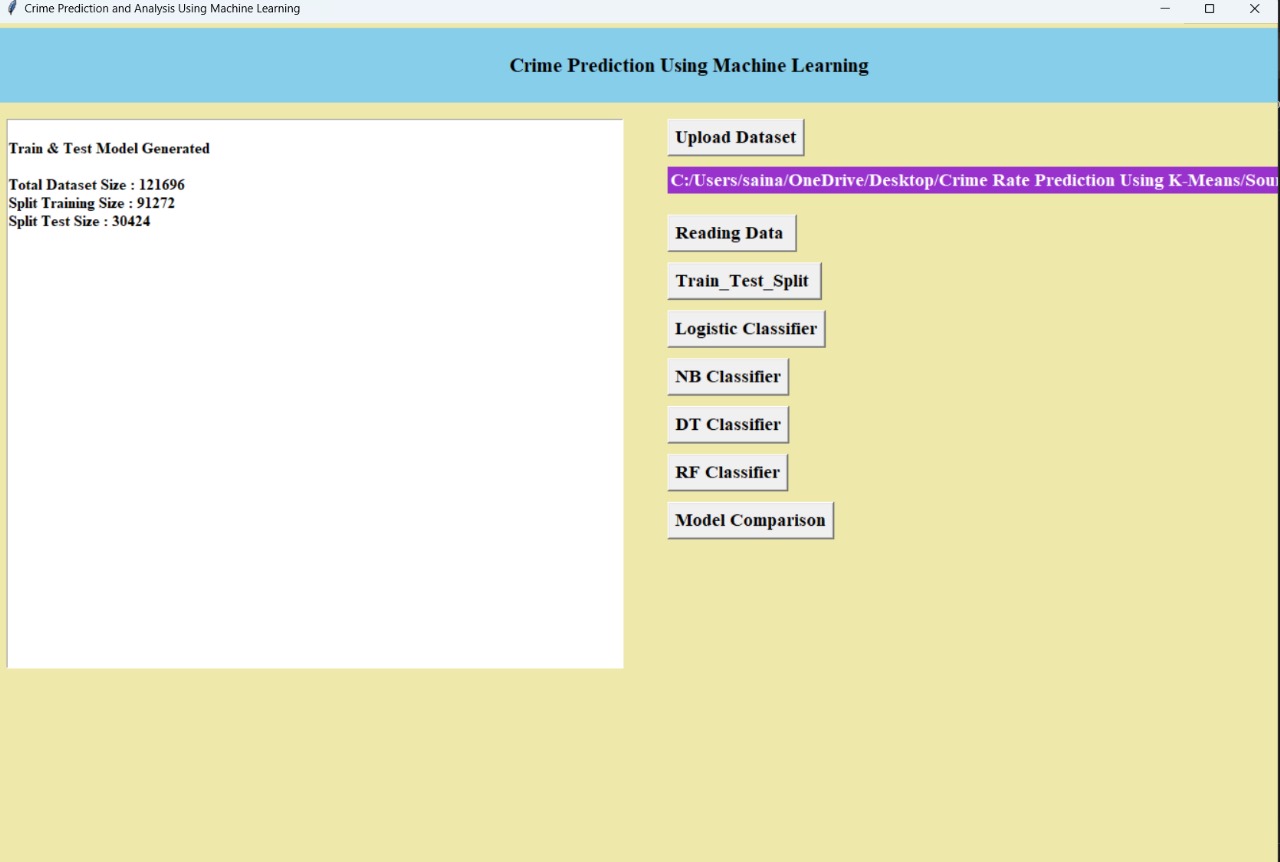 Crime Prediction and Analysis Using Machine Learning
Crime Prediction Using Machine Learning
Train & Test Model Generated
Total Dataset Size : 121696
Split Training Size : 91272
Split Test Size : 30424
Upload Dataset
C:/Users/saina/OneDrive/Desktop/Crime Rate Prediction Using K-Means/Sour
Reading Data
Train_Test_Split
Logistic Classifier
NB Classifier
DT Classifier
RF Classifier
Model Comparison